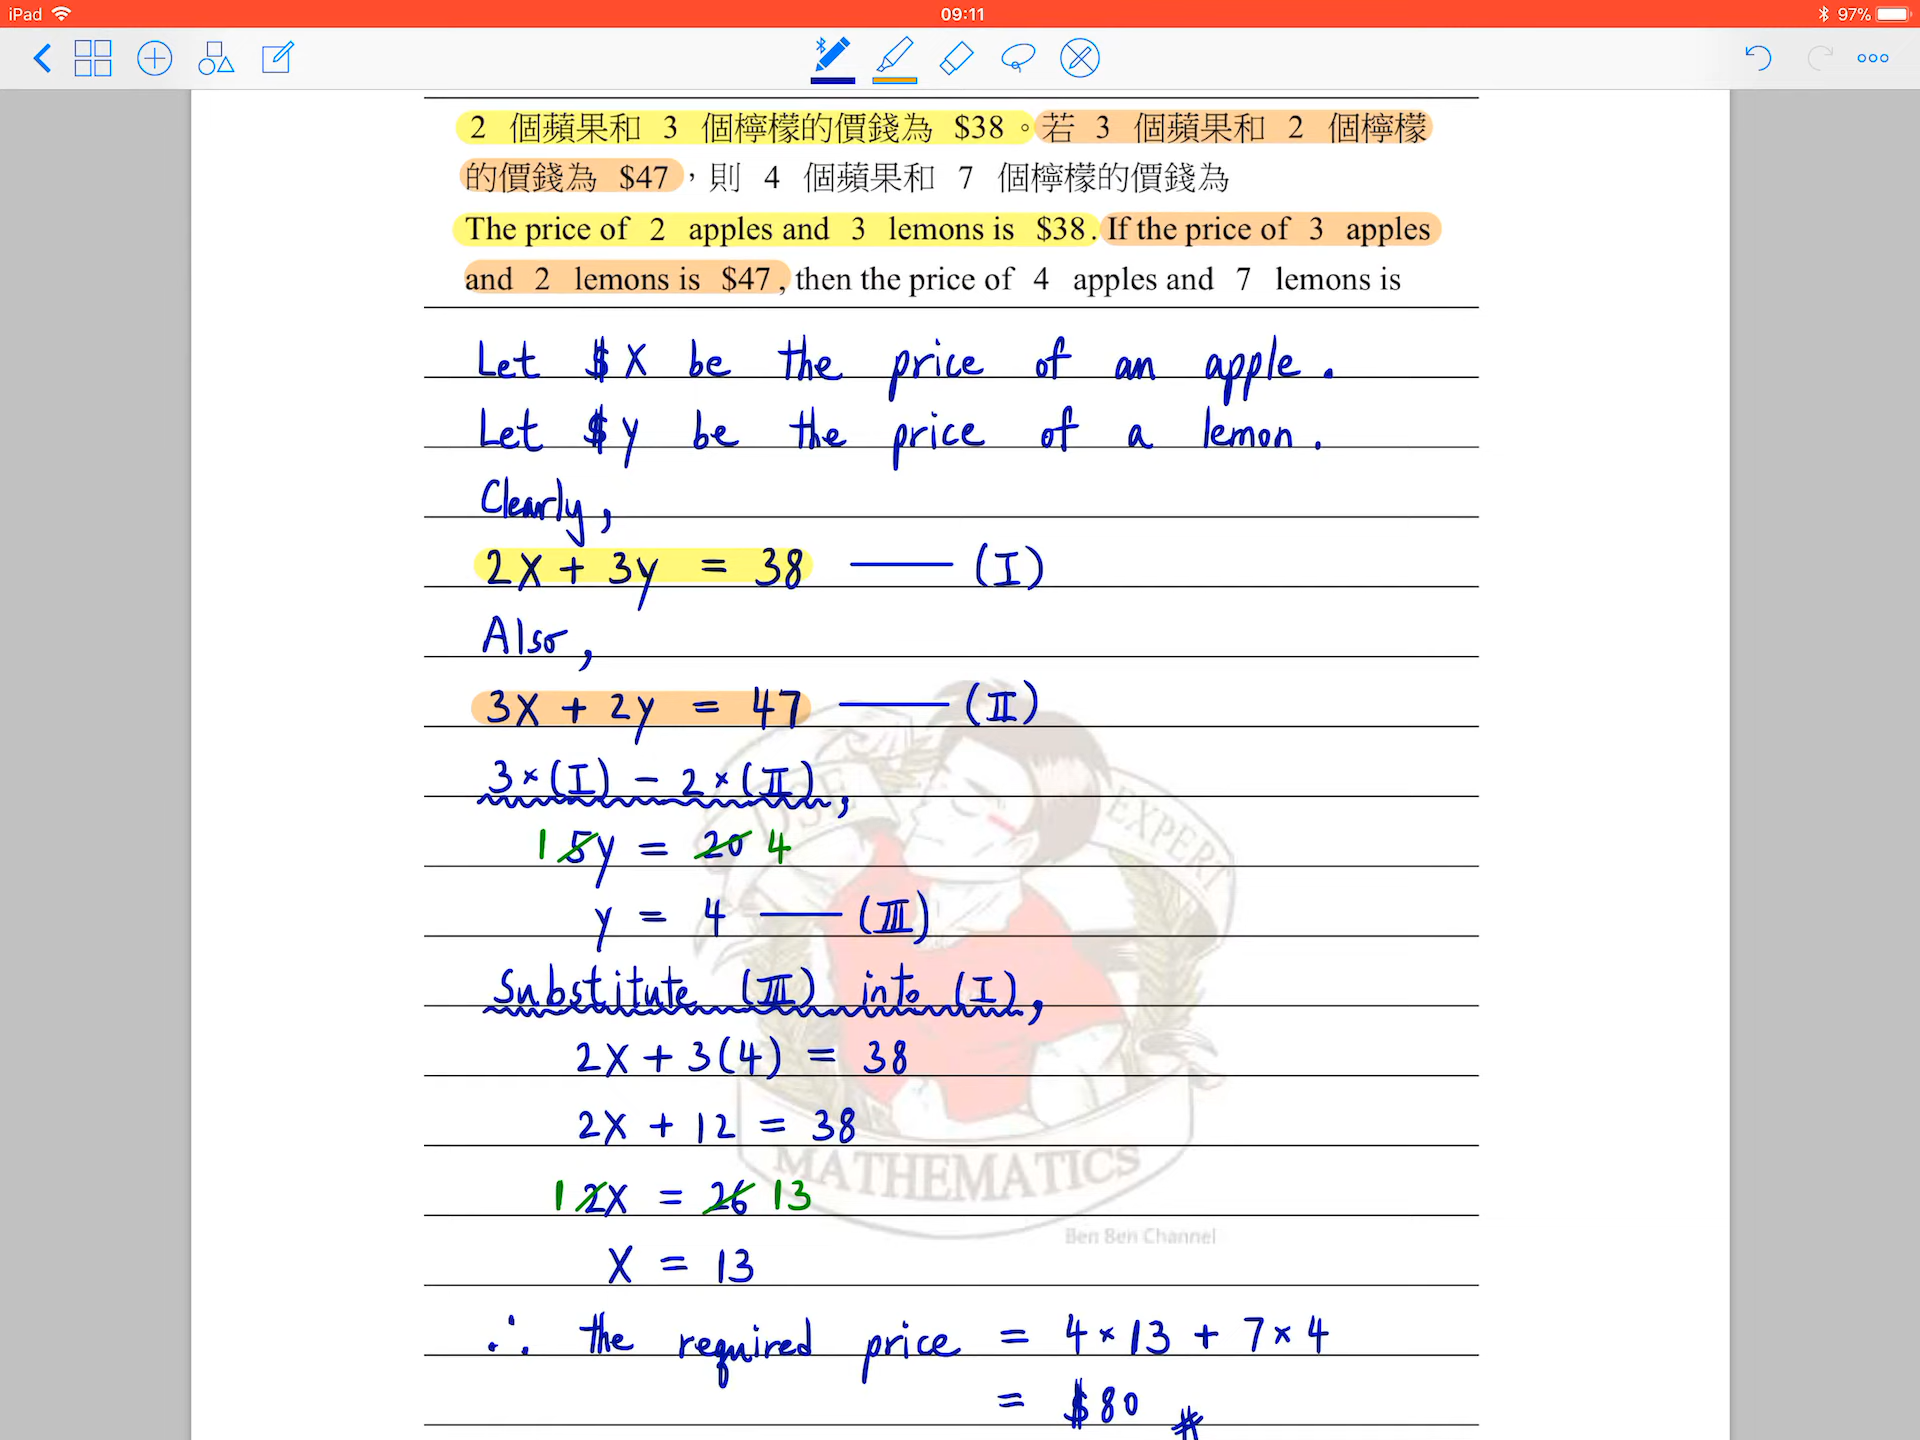 iPad
09:11
97%
2 個蘋果和 3 個檸檬的價錢為 $38。若 3 個蘋果和 2 個檸檬
的價錢為 $47，則 4 個蘋果和 7 個檸檬的價錢為
The price of 2 apples and 3 lemons is $38. If the price of 3 apples
and 2 lemons is $47, then the price of 4 apples and 7 lemons is
Let $x be the price of an apple.
Let $y be the price of a lemon.
Clearly,
2x + 3y = 38 —— (I)
Also,
3x + 2y = 47 —— (II)
3×(I) − 2×(II),
1 5y = 20 4
y = 4 —— (III)
Substitute (III) into (I),
2x + 3(4) = 38
2x + 12 = 38
1 2x = 26 13
x = 13
∴ the required price = 4×13 + 7×4
= $80 #
DSE EXPERT
MATHEMATICS
Ben Ben Channel